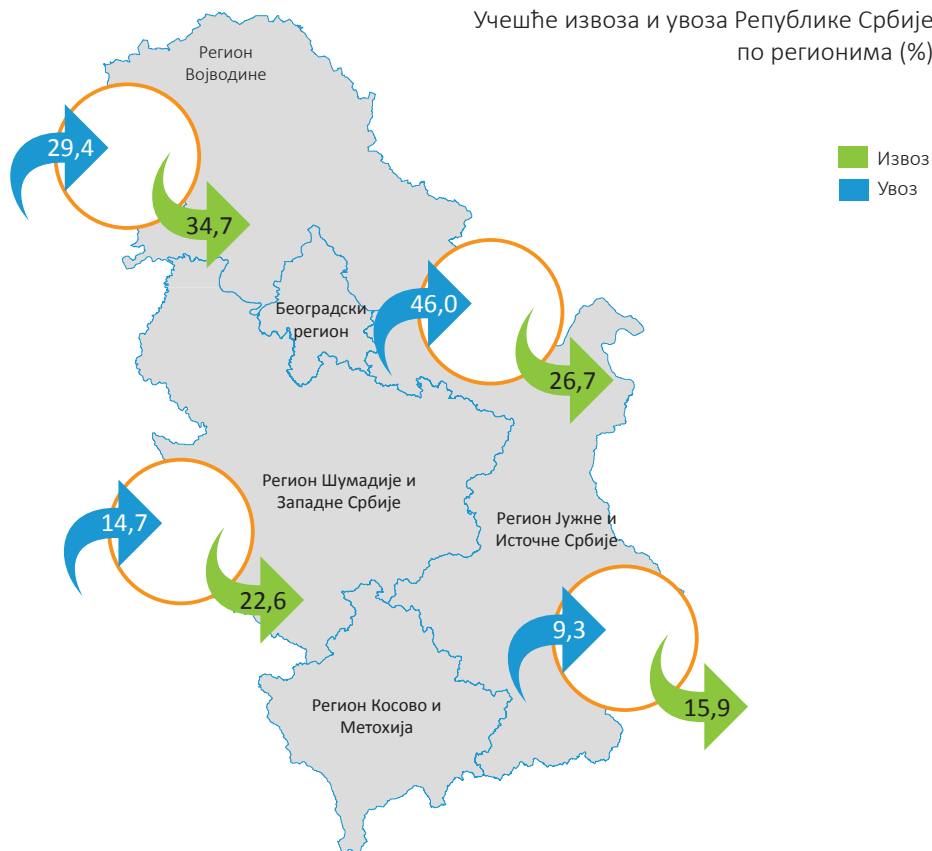 Учешће извоза и увоза Републике Србије
по регионима (%)
Регион
Војводине
29,4
34,7
Извоз
Увоз
Београдски
регион
46,0
26,7
Регион Шумадије и
Западне Србије
14,7
22,6
Регион Јужне и
Источне Србије
9,3
15,9
Регион Косово и
Метохија